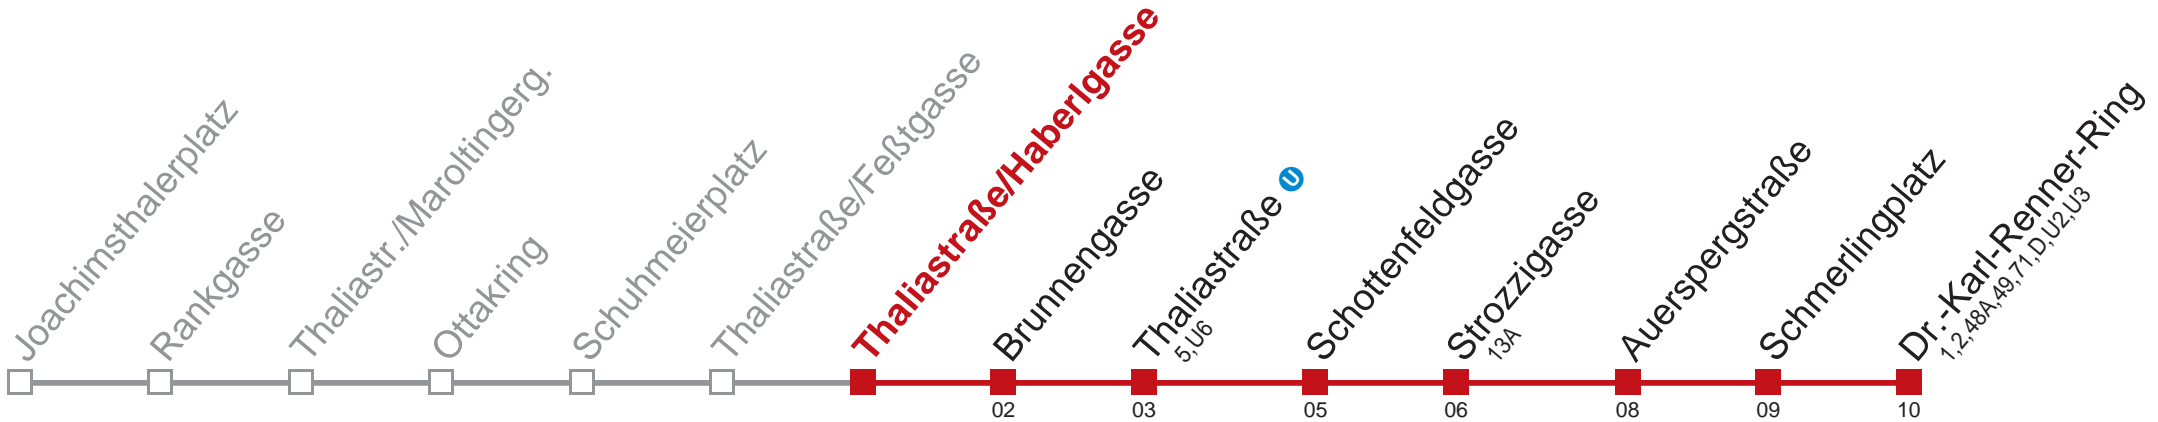 Joachimsthalerplatz
Rankgasse
Thaliastr./Maroltingerg.
Ottakring
Schuhmeierplatz
Thaliastraße/Feßtgasse
Thaliastraße/Haberlgasse
Brunnengasse
Thaliastraße U
5,U6
Schottenfeldgasse
Strozzigasse
13A
Auerspergstraße
Schmerlingplatz
Dr.-Karl-Renner-Ring
1,2,48A,49,71,D,U2,U3
02 03 05 06 08 09 10